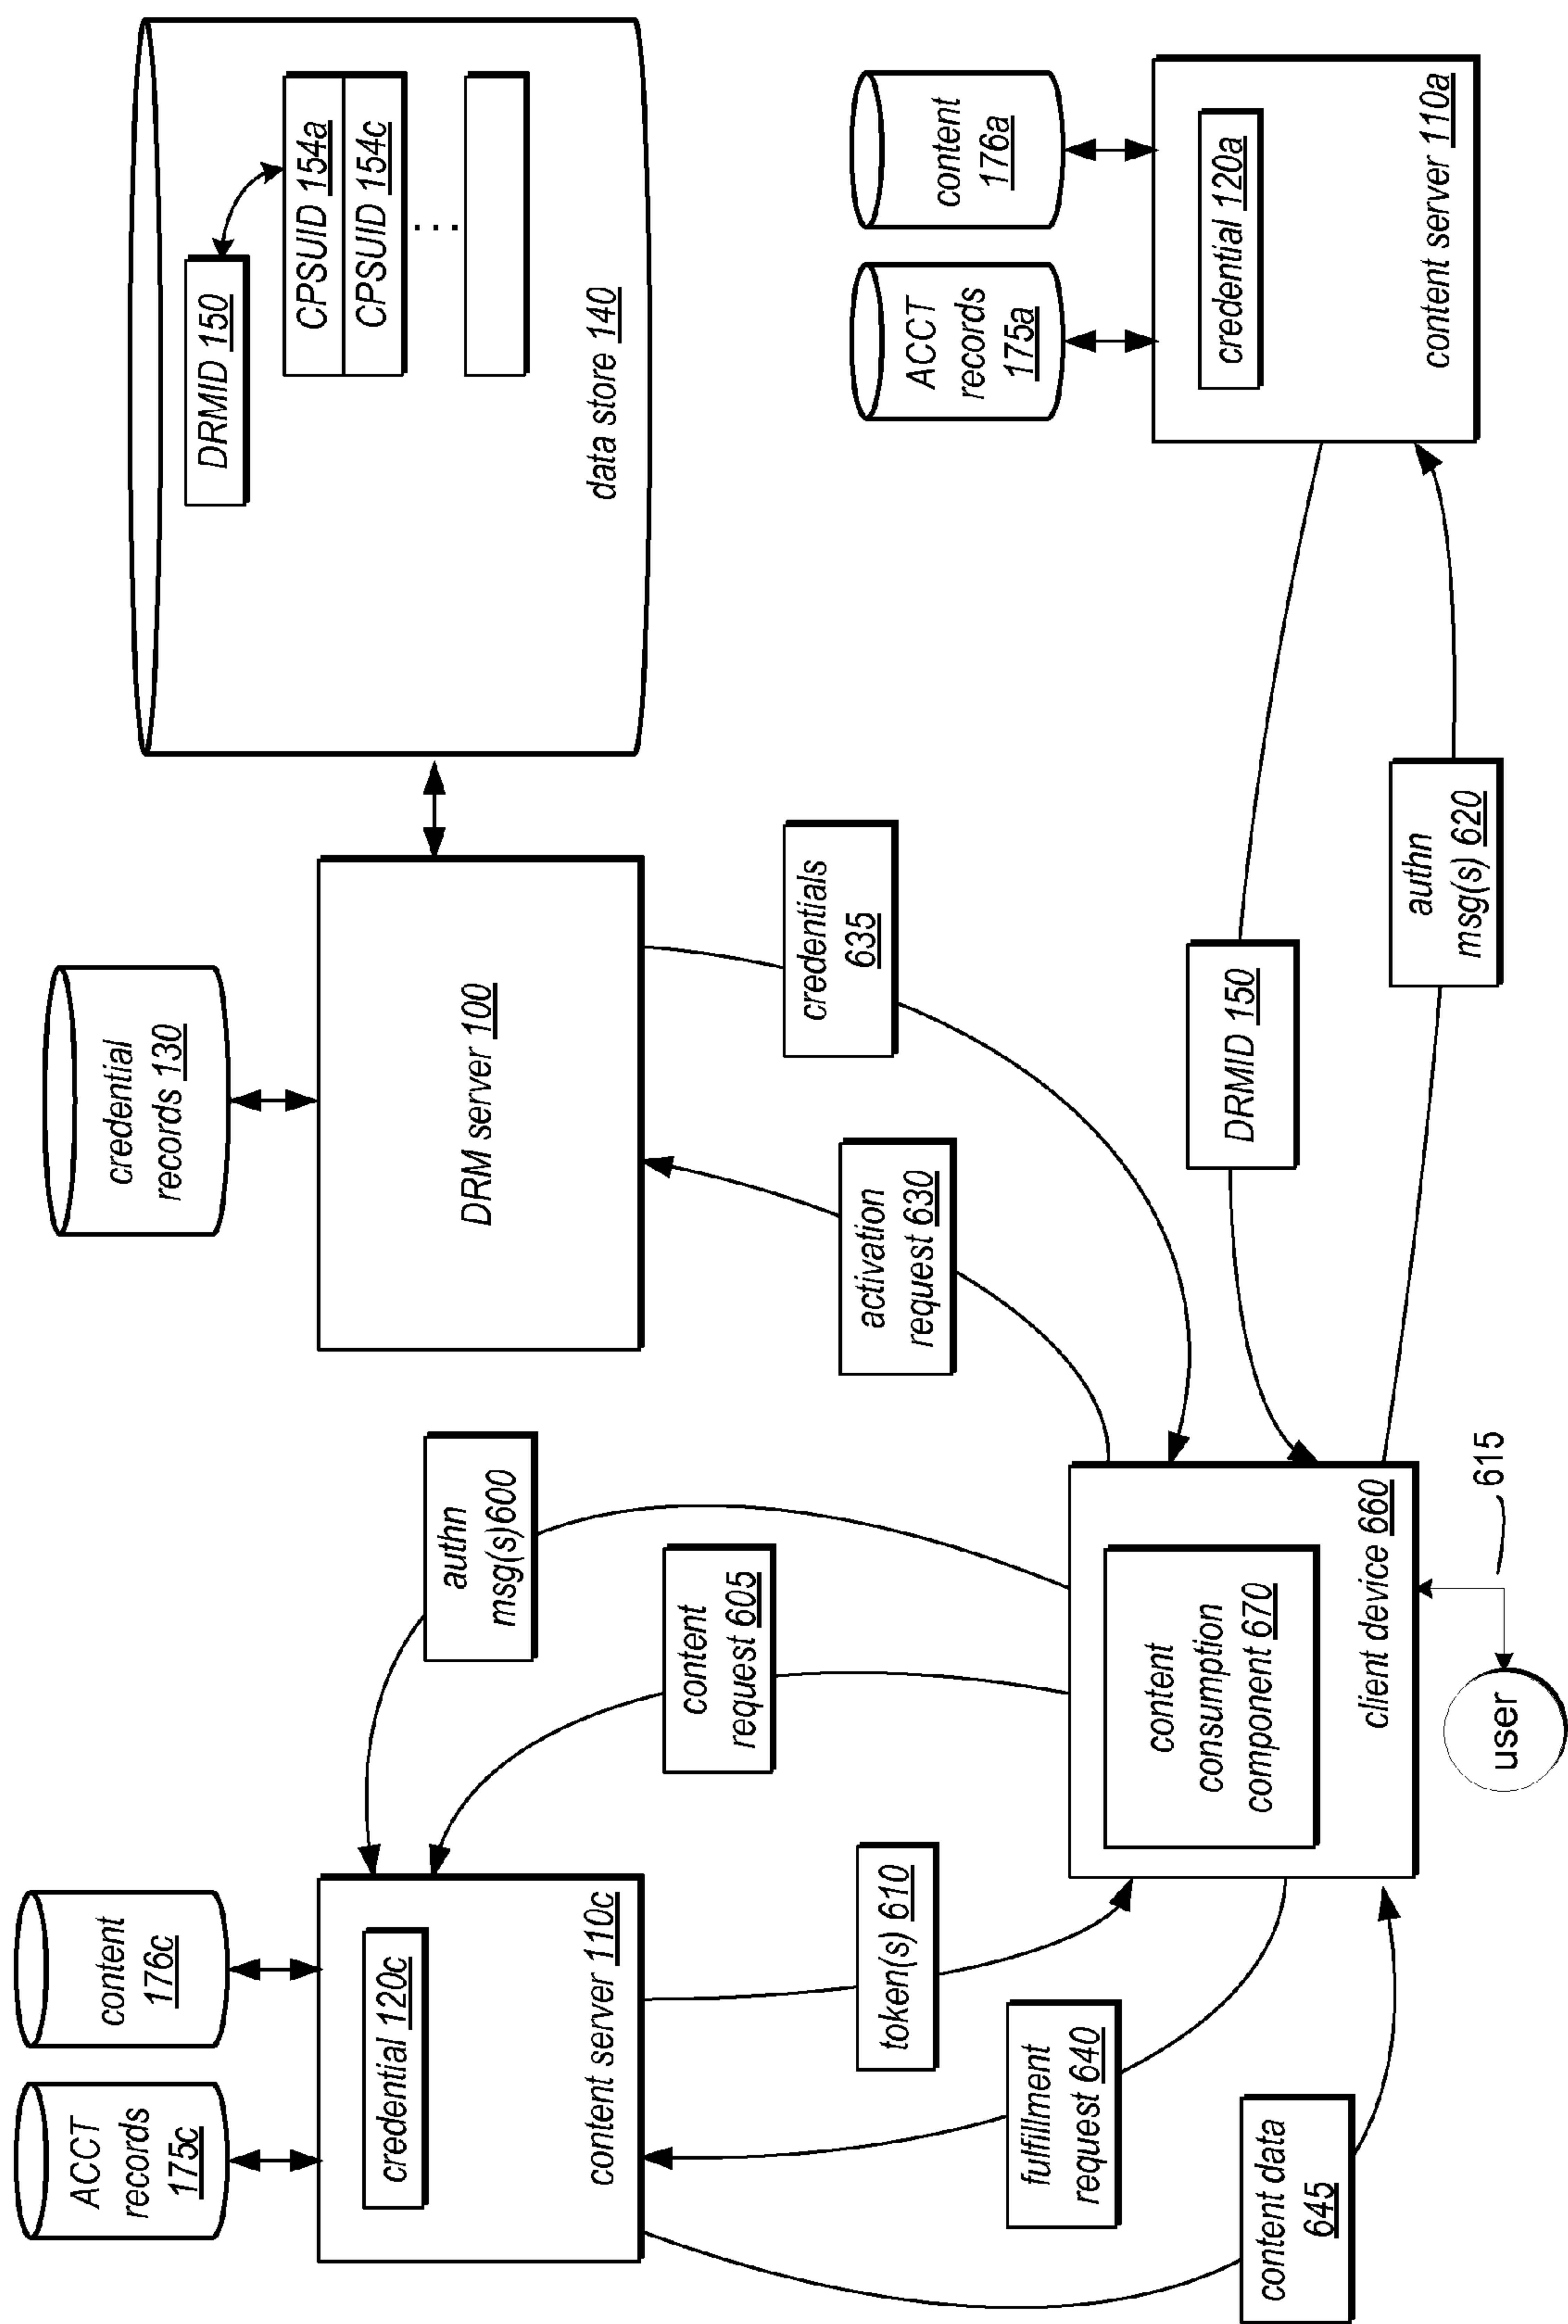 ACCT
records
175c
content
176c
credential 120c
content server 110c
authn
msg(s)600
content
request 605
token(s) 610
fulfillment
request 640
content data
645
credential
records 130
DRM server 100
activation
request 630
credentials
635
DRMID 150
CPSUID 154a
CPSUID 154c
...
data store 140
content
consumption
component 670
client device 660
user
615
DRMID 150
authn
msg(s) 620
ACCT
records
175a
content
176a
credential 120a
content server 110a